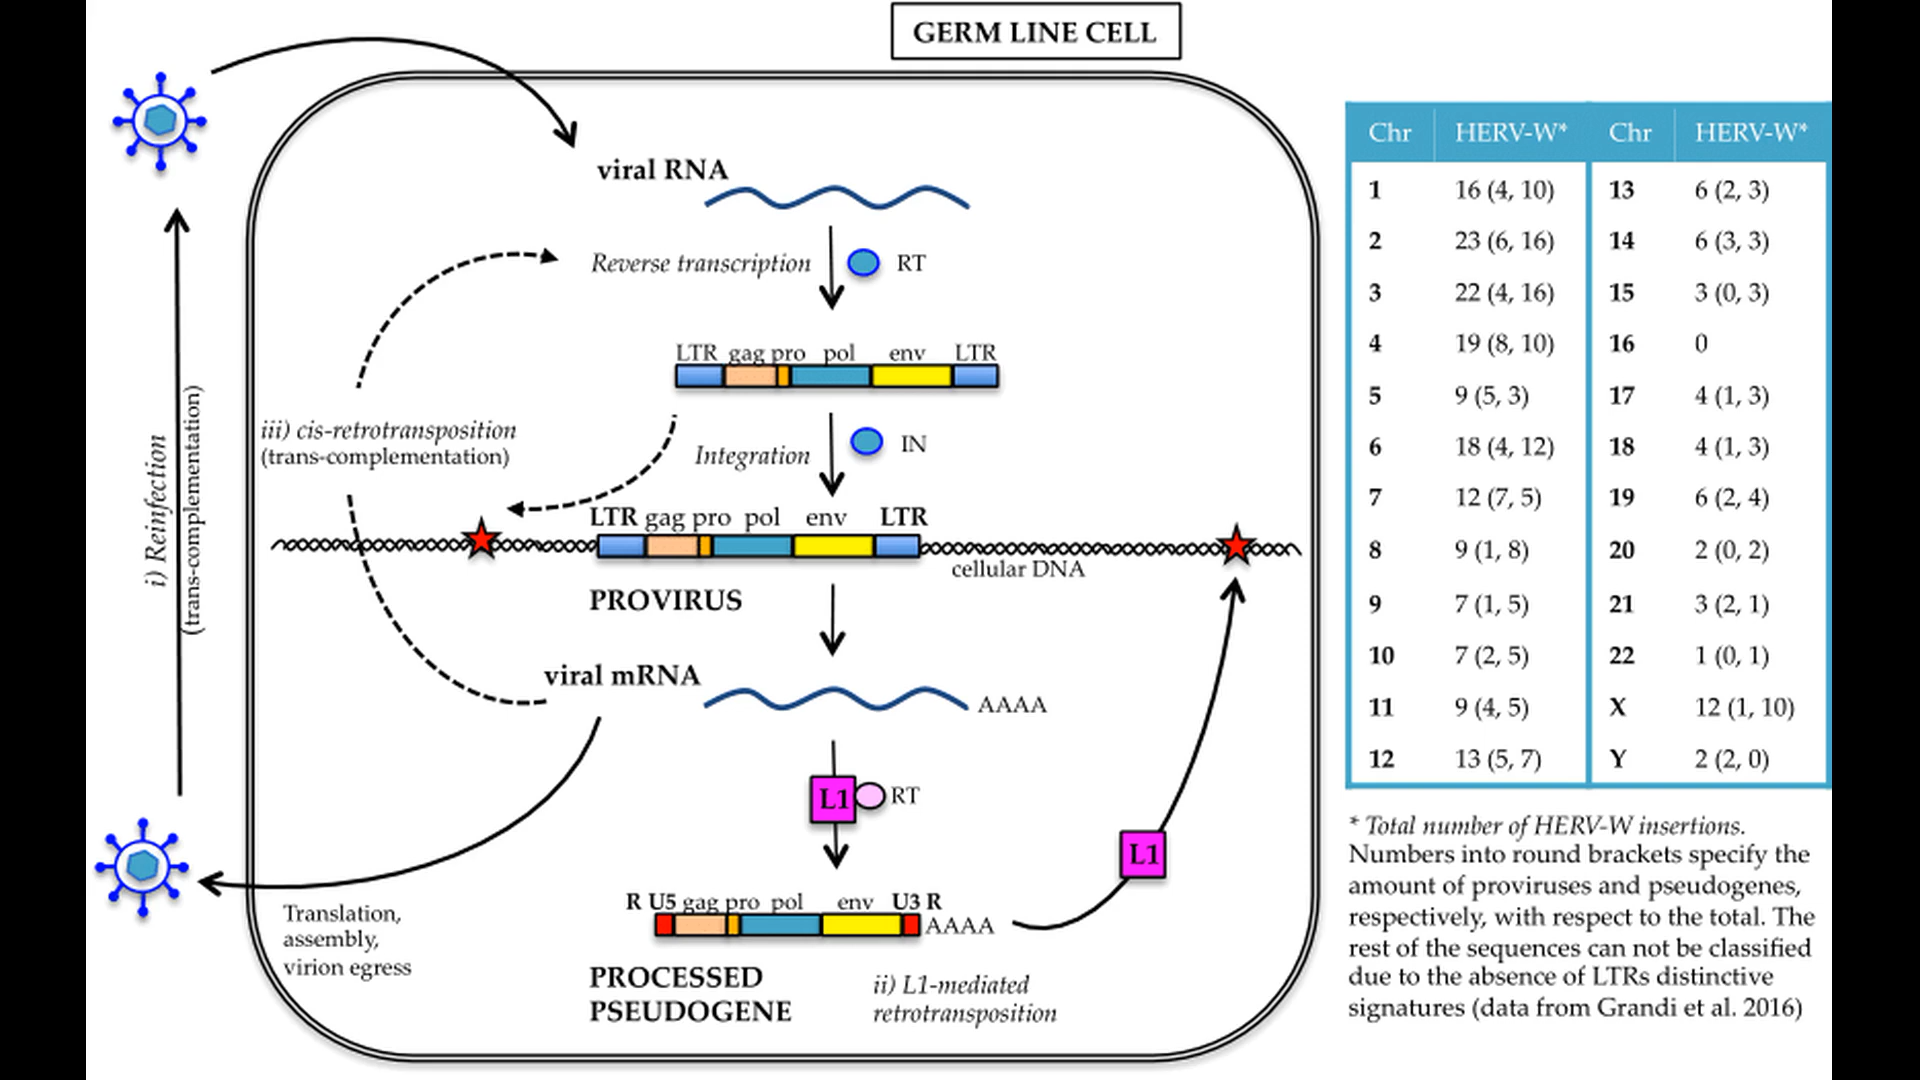 GERM LINE CELL
viral RNA
Reverse transcription
RT
LTR gag pro pol env LTR
iii) cis-retrotransposition
(trans-complementation)
Integration
IN
i) Reinfection
(trans-complementation)
LTR gag pro pol env LTR
cellular DNA
PROVIRUS
viral mRNA
AAAA
L1
RT
L1
Translation,
assembly,
virion egress
R U5 gag pro pol env U3 R
AAAA
PROCESSED
PSEUDOGENE
ii) L1-mediated
retrotransposition
Chr HERV-W* Chr HERV-W*
1 16 (4, 10) 13 6 (2, 3)
2 23 (6, 16) 14 6 (3, 3)
3 22 (4, 16) 15 3 (0, 3)
4 19 (8, 10) 16 0
5 9 (5, 3) 17 4 (1, 3)
6 18 (4, 12) 18 4 (1, 3)
7 12 (7, 5) 19 6 (2, 4)
8 9 (1, 8) 20 2 (0, 2)
9 7 (1, 5) 21 3 (2, 1)
10 7 (2, 5) 22 1 (0, 1)
11 9 (4, 5) X 12 (1, 10)
12 13 (5, 7) Y 2 (2, 0)
* Total number of HERV-W insertions.
Numbers into round brackets specify the
amount of proviruses and pseudogenes,
respectively, with respect to the total. The
rest of the sequences can not be classified
due to the absence of LTRs distinctive
signatures (data from Grandi et al. 2016)